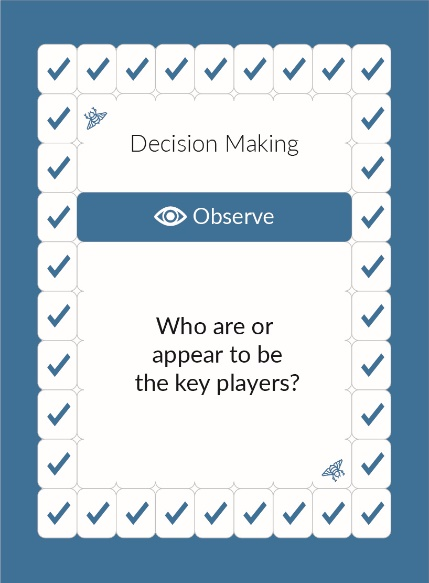 Decision Making
Observe
Who are or
appear to be
the key players?